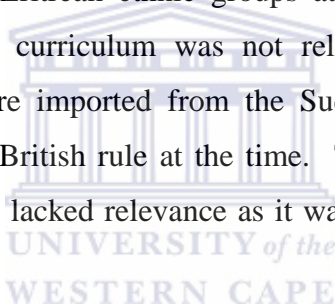 Eritean ethnic groups a
curriculum was not rel
re imported from the Su
British rule at the time.
lacked relevance as it wa
UNIVERSITY of the
WESTERN CAPE